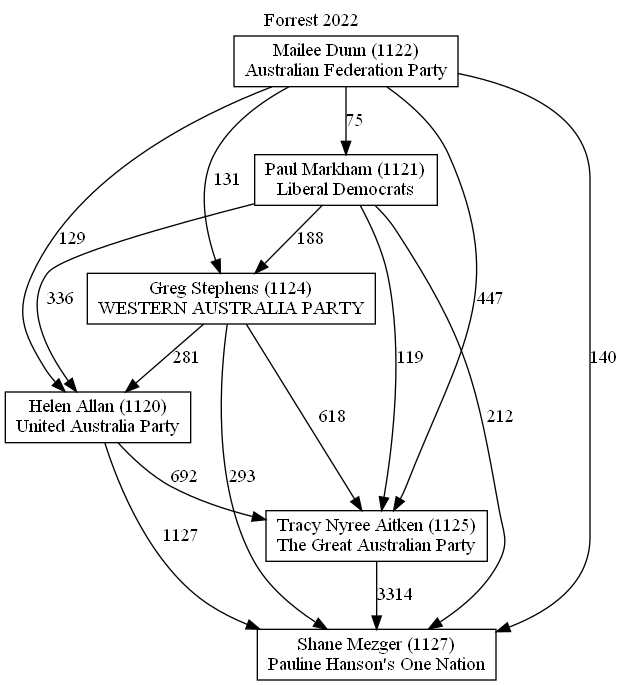 Forrest 2022
Mailee Dunn (1122)
Australian Federation Party
75
Paul Markham (1121)
Liberal Democrats
131
129
188
336
447
119
140
212
Greg Stephens (1124)
WESTERN AUSTRALIA PARTY
281
618
293
Helen Allan (1120)
United Australia Party
692
1127
Tracy Nyree Aitken (1125)
The Great Australian Party
3314
Shane Mezger (1127)
Pauline Hanson's One Nation